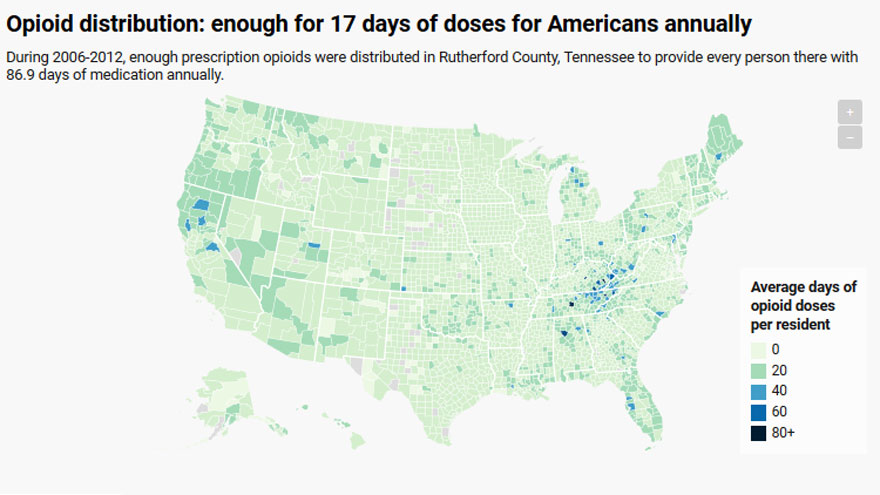 Opioid distribution: enough for 17 days of doses for Americans annually
During 2006-2012, enough prescription opioids were distributed in Rutherford County, Tennessee to provide every person there with
86.9 days of medication annually.
+
−
Average days of
opioid doses
per resident
0
20
40
60
80+